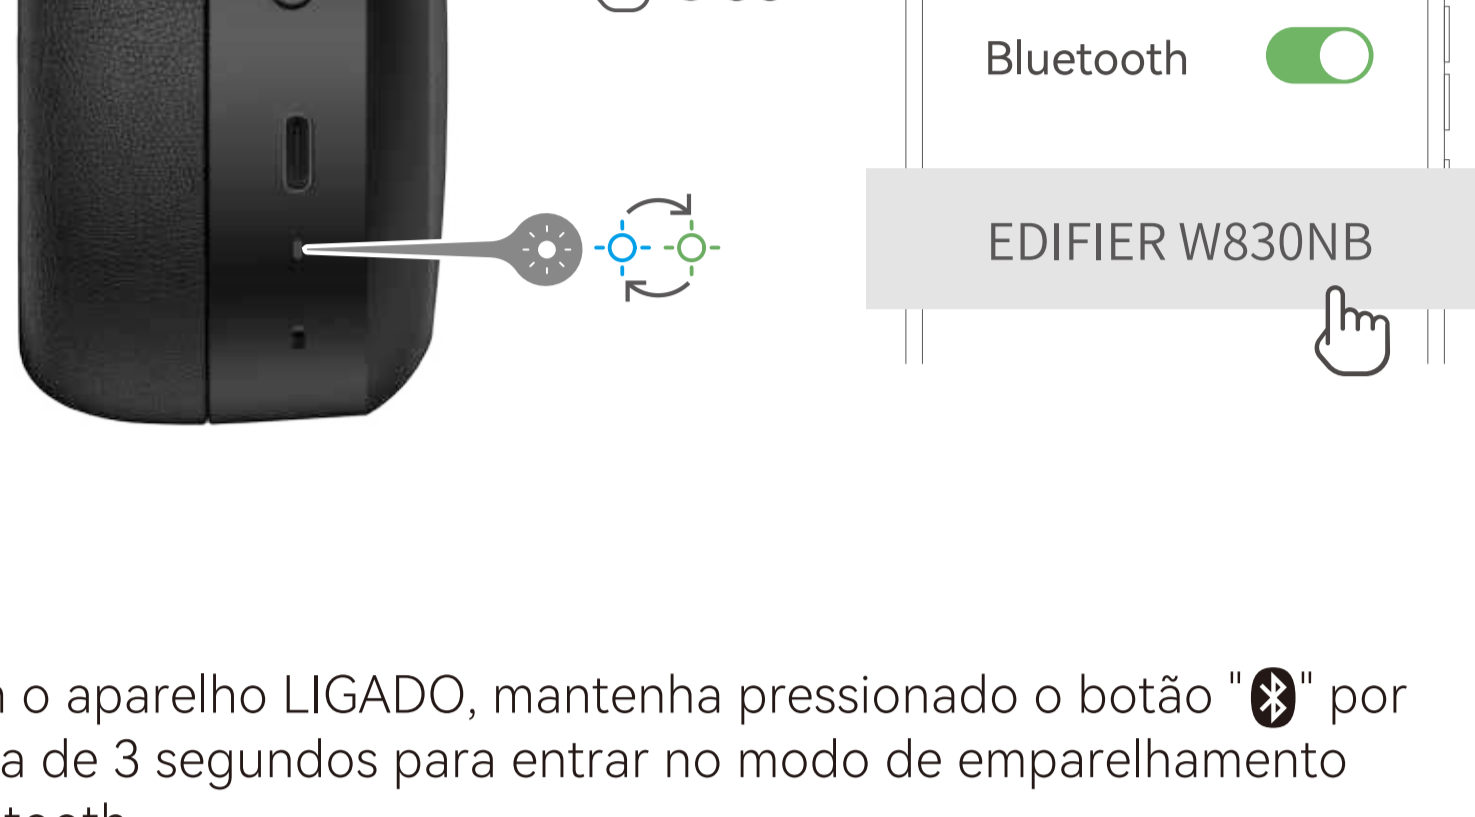 Bluetooth
EDIFIER W830NB
o aparelho LIGADO, mantenha pressionado o botão "" por
a de 3 segundos para entrar no modo de emparelhamento